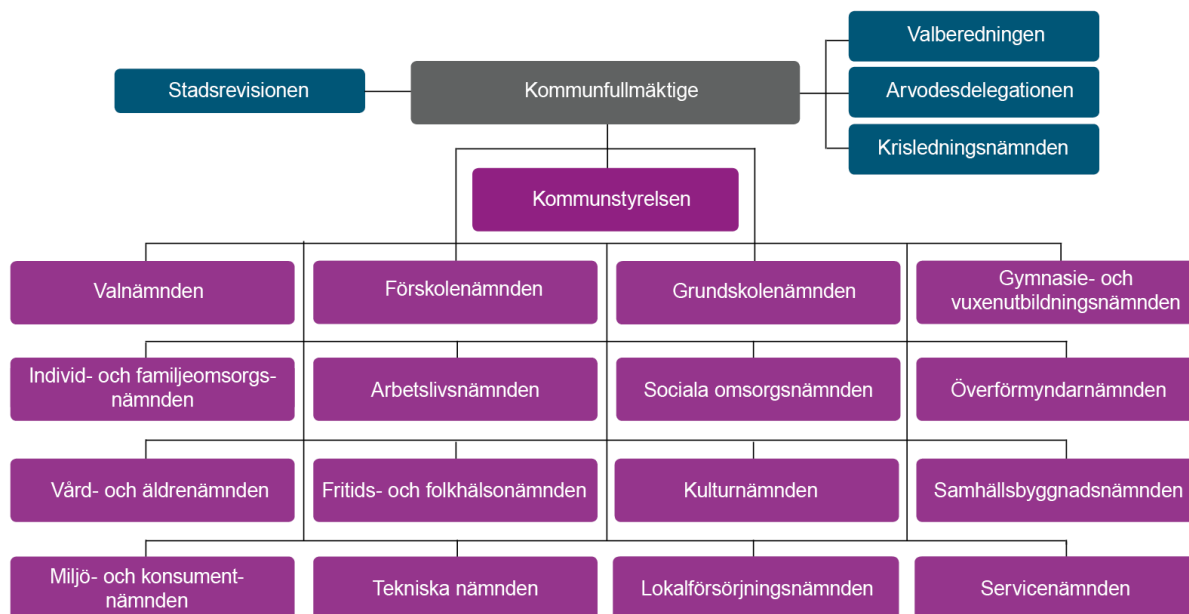 Valberedningen
Stadsrevisionen
Kommunfullmäktige
Arvodesdelegationen
Krisledningsnämnden
Kommunstyrelsen
Valnämnden
Förskolenämnden
Grundskolenämnden
Gymnasie- och
vuxenutbildningsnämnden
Individ- och familjeomsorgs-
nämnden
Arbetslivsnämnden
Sociala omsorgsnämnden
Överförmyndarnämnden
Vård- och äldrenämnden
Fritids- och folkhälsonämnden
Kulturnämnden
Samhällsbyggnadsnämnden
Miljö- och konsument-
nämnden
Tekniska nämnden
Lokalförsörjningsnämnden
Servicenämnden